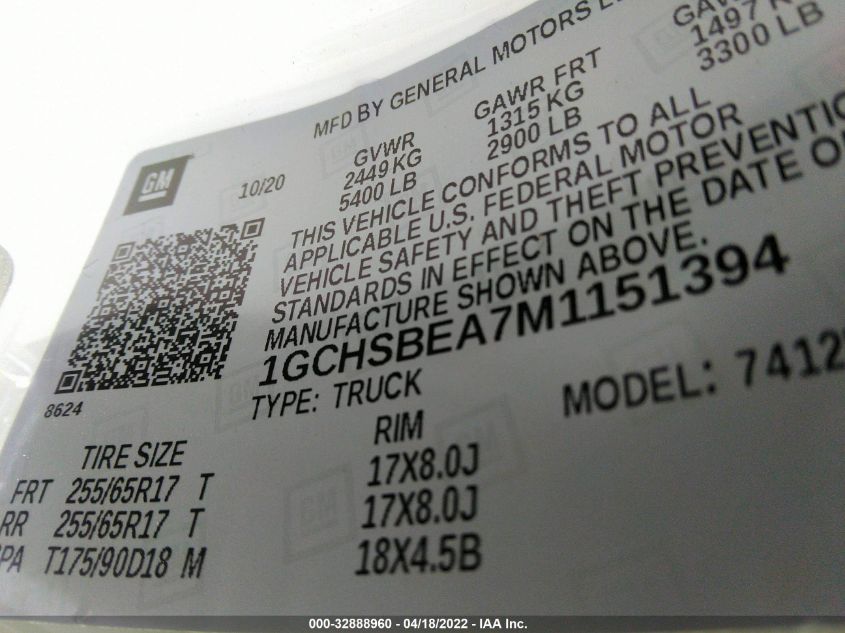 MFD BY GENERAL MOTORS
GM
10/20
GVWR GAWR FRT
2449 KG 1315 KG 1497
5400 LB 2900 LB 3300 LB
THIS VEHICLE CONFORMS TO ALL
APPLICABLE U.S. FEDERAL MOTOR
VEHICLE SAFETY AND THEFT
STANDARDS IN EFFECT ON THE DATE
MANUFACTURE SHOWN ABOVE.
1GCHSBEA7M1151394
TYPE: TRUCK MODEL:
8624
TIRE SIZE RIM
FRT 255/65R17 T 17X8.0J
RR 255/65R17 T 17X8.0J
T175/90D18 M 18X4.5B
000-32888960 - 04/18/2022 - IAA Inc.